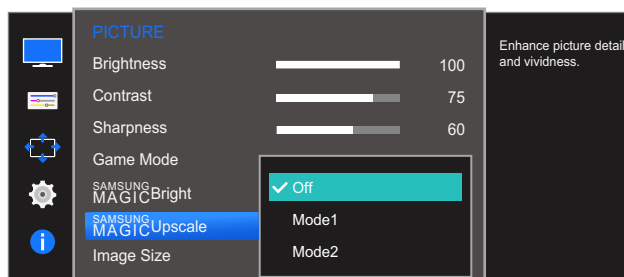 PICTURE
Enhance picture detail
and vividness.
Brightness 100
Contrast 75
Sharpness 60
Game Mode
SAMSUNG
MAGICBright
SAMSUNG
MAGICUpscale
Image Size
Off
Mode1
Mode2